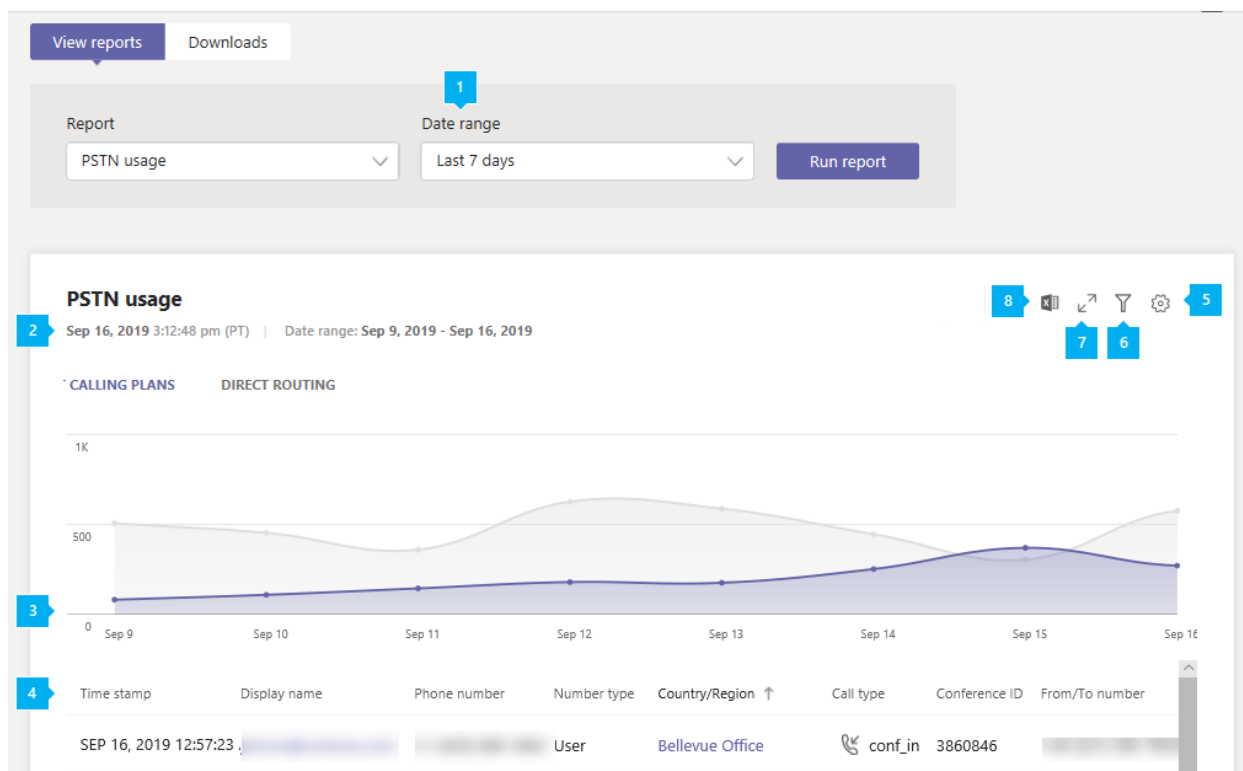 View reports Downloads
1
Report Date range
PSTN usage Last 7 days Run report
PSTN usage
8 5
2 Sep 16, 2019 3:12:48 pm (PT) | Date range: Sep 9, 2019 - Sep 16, 2019
7 6
CALLING PLANS DIRECT ROUTING
1K
500
3
0 Sep 9 Sep 10 Sep 11 Sep 12 Sep 13 Sep 14 Sep 15 Sep 16
4 Time stamp Display name Phone number Number type Country/Region ↑ Call type Conference ID From/To number
SEP 16, 2019 12:57:23 User Bellevue Office conf_in 3860846